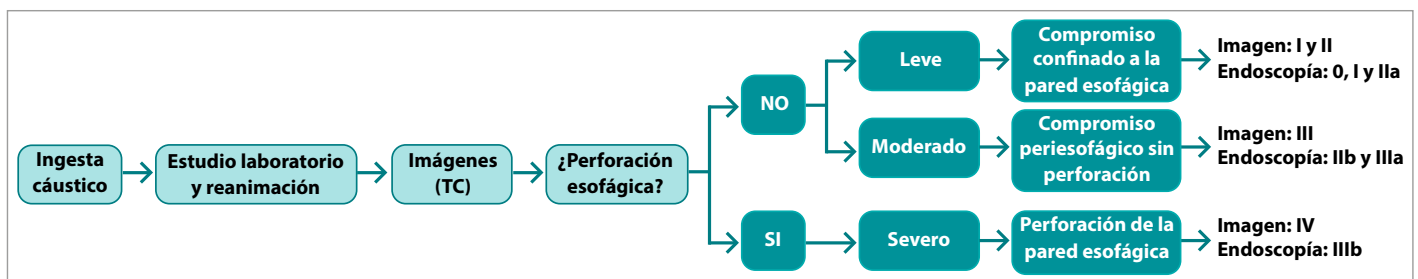 Ingesta
cáustico
Estudio laboratorio
y reanimación
Imágenes
(TC)
¿Perforación
esofágica?
NO
Leve
Compromiso
confinado a la
pared esofágica
Imagen: I y II
Endoscopía: 0, I y IIa
Moderado
Compromiso
periesofágico sin
perforación
Imagen: III
Endoscopía: IIb y IIIa
SI
Severo
Perforación de la
pared esofágica
Imagen: IV
Endoscopía: IIIb